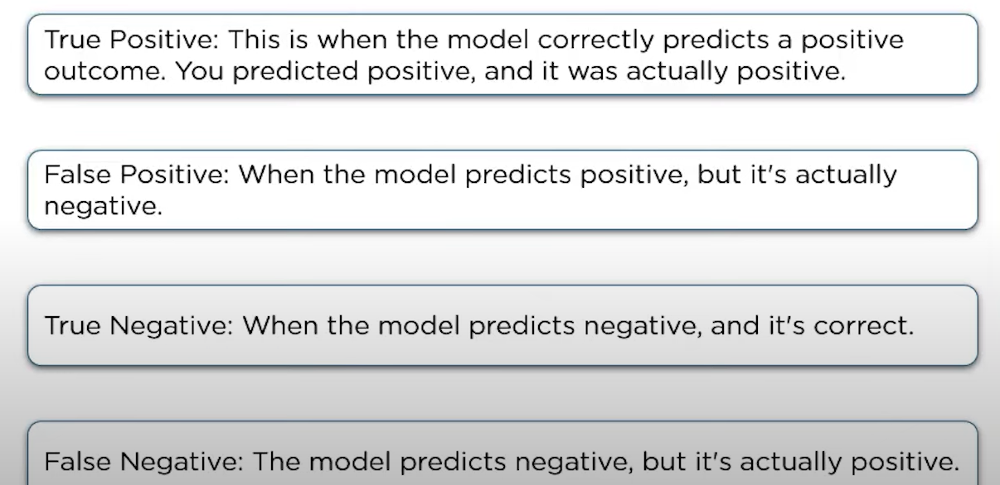 True Positive: This is when the model correctly predicts a positive
outcome. You predicted positive, and it was actually positive.
False Positive: When the model predicts positive, but it's actually
negative.
True Negative: When the model predicts negative, and it's correct.
False Negative: The model predicts negative, but it's actually positive.